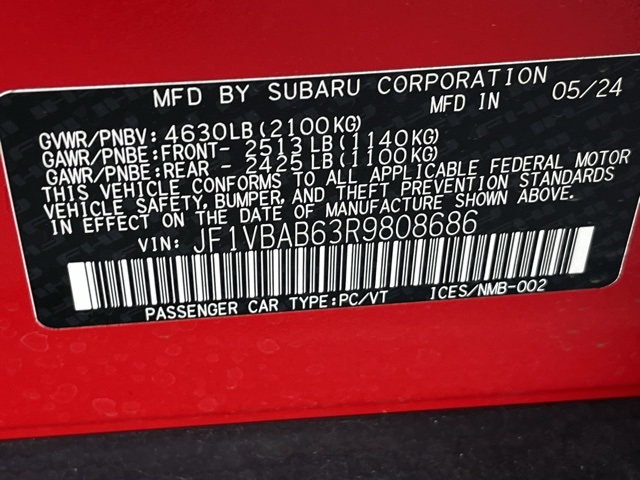 MFD BY SUBARU CORPORATION
MFD IN 05/24
GVWR/PNBV: 4630LB(2100KG)
GAWR/PNBE:FRONT- 2513LB(1140KG)
GAWR/PNBE:REAR - 2425LB(1100KG)
THIS VEHICLE CONFORMS TO ALL APPLICABLE FEDERAL MOTOR
VEHICLE SAFETY,BUMPER,AND THEFT PREVENTION STANDARDS
IN EFFECT ON THE DATE OF MANUFACTURE SHOWN ABOVE.
VIN: JF1VBAB63R9808686
PASSENGER CAR TYPE:PC/VT ICES/NMB-002